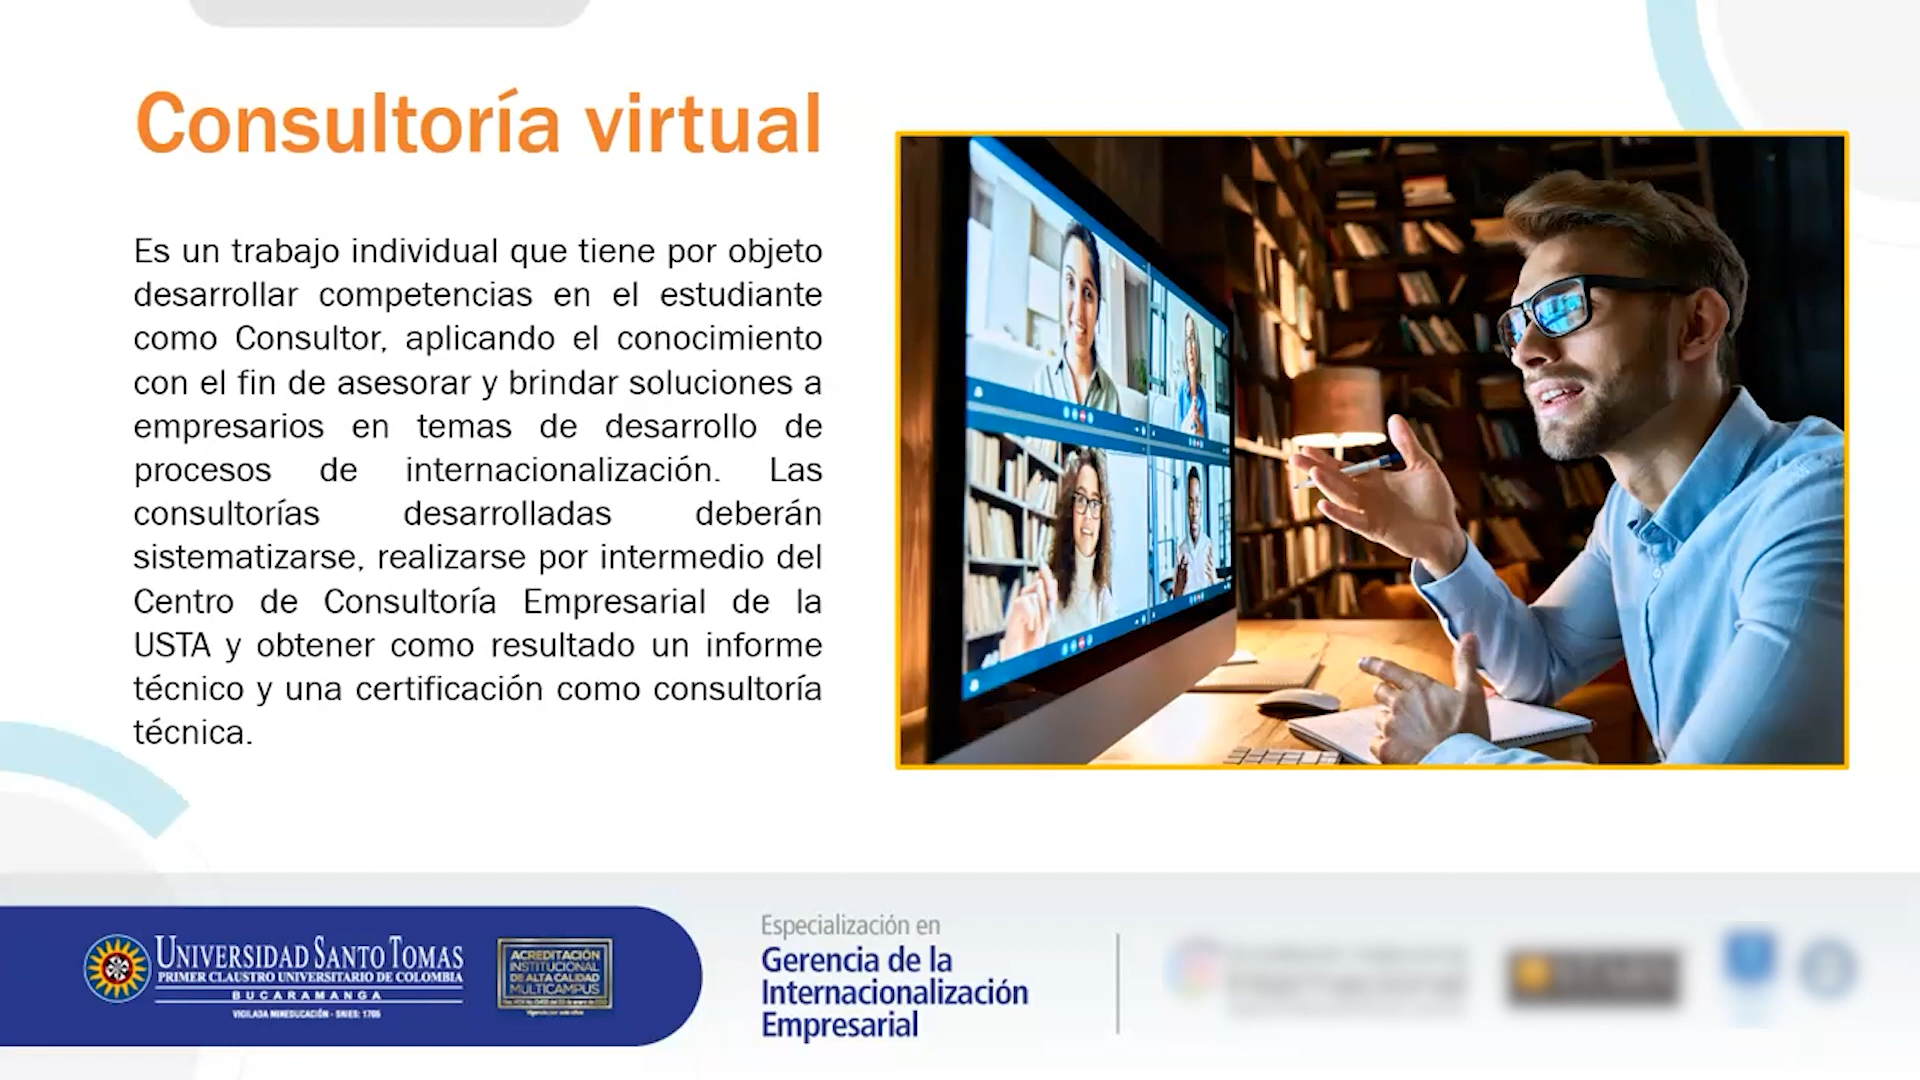 Consultoría virtual
Es un trabajo individual que tiene por objeto
desarrollar competencias en el estudiante
como Consultor, aplicando el conocimiento
con el fin de asesorar y brindar soluciones a
empresarios en temas de desarrollo de
procesos de internacionalización. Las
consultorías desarrolladas deberán
sistematizarse, realizarse por intermedio del
Centro de Consultoría Empresarial de la
USTA y obtener como resultado un informe
técnico y una certificación como consultoría
técnica.
UNIVERSIDAD SANTO TOMAS
PRIMER CLAUSTRO UNIVERSITARIO DE COLOMBIA
BUCARAMANGA
VIGILADA MINEDUCACIÓN - SNIES: 1705
ACREDITACIÓN
INSTITUCIONAL
DE ALTA CALIDAD
MULTICAMPUS
Especialización en
Gerencia de la
Internacionalización
Empresarial